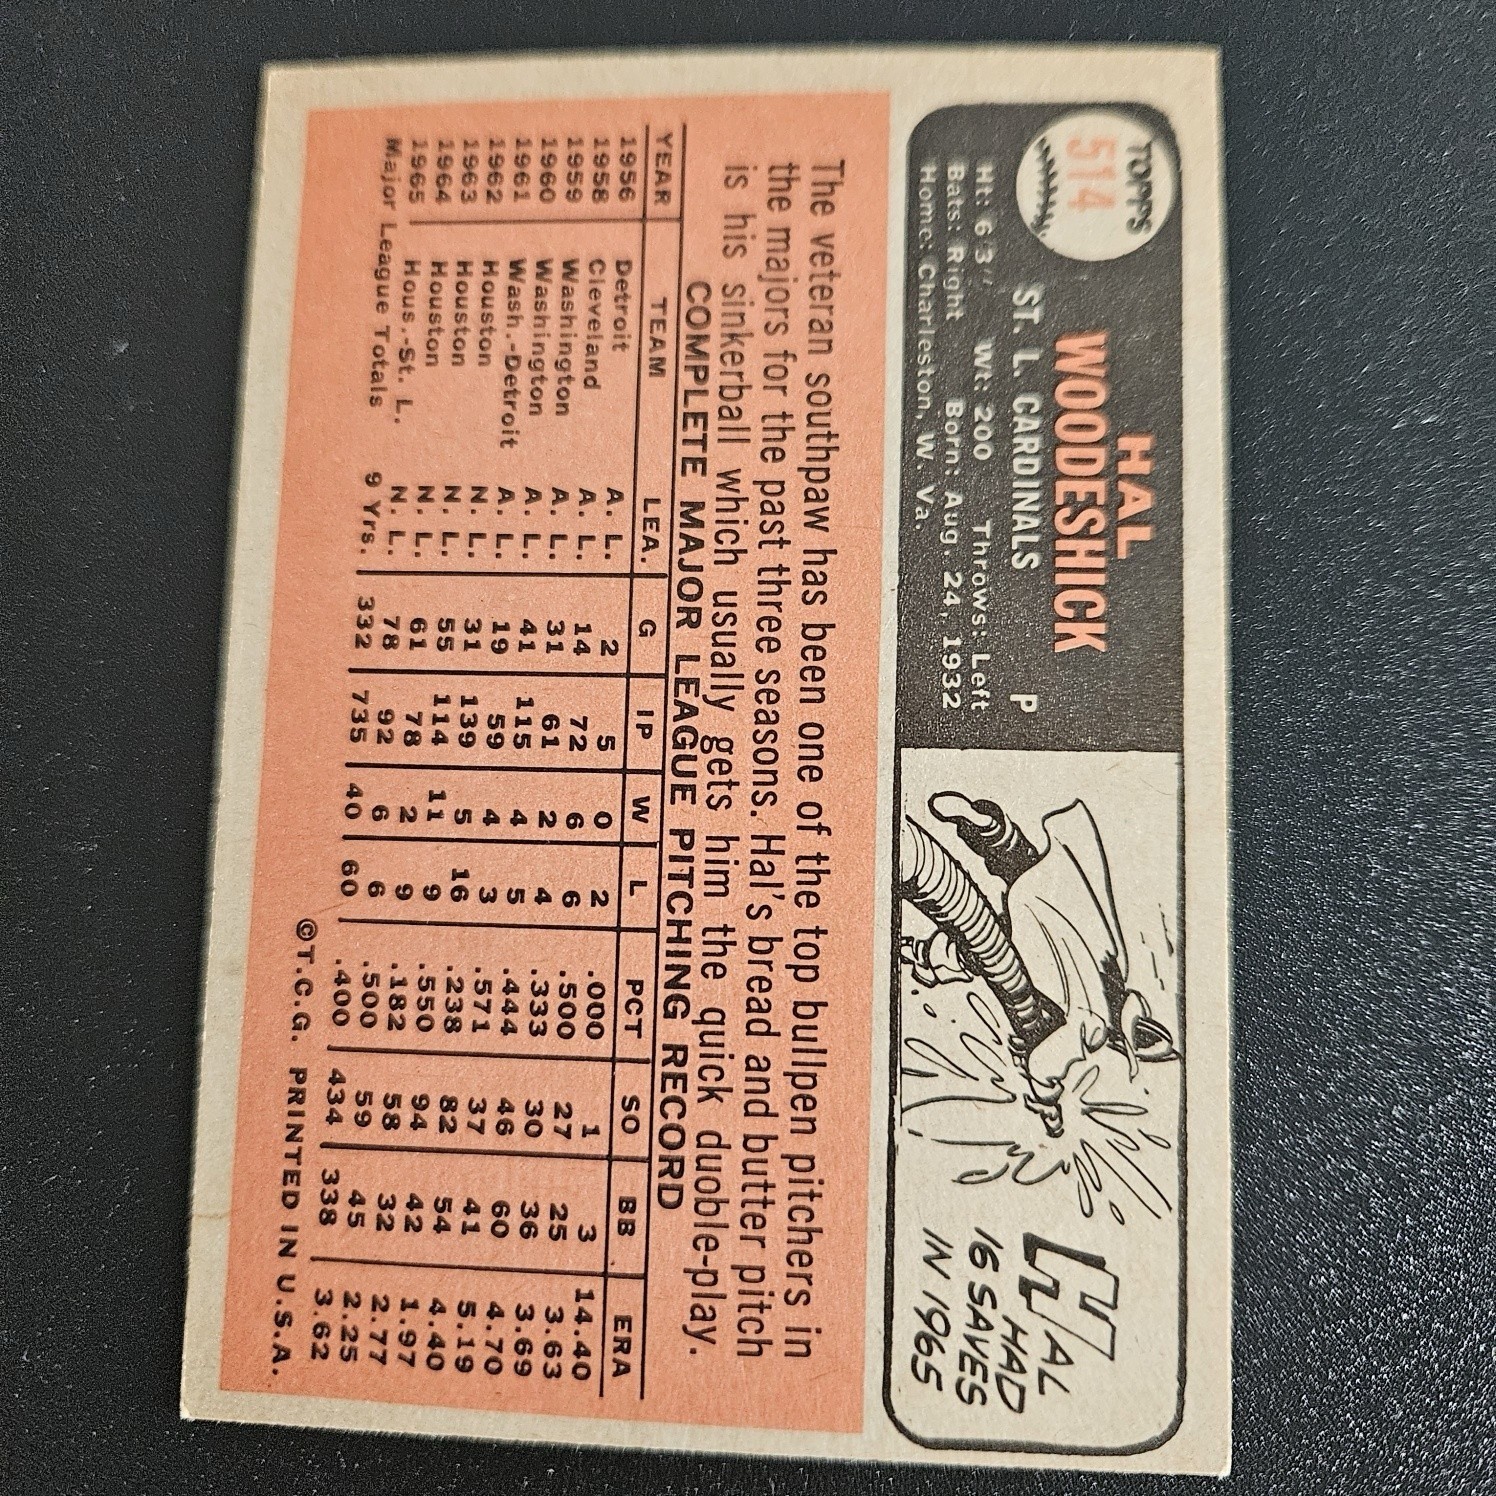 TOPPS
514
HAL
WOODESHICK
ST. L. CARDINALS P
Ht: 6'3" Wt: 200 Throws: Left
Bats: Right Born: Aug. 24, 1932
Home: Charleston, W. Va.
HAL HAD
16 SAVES
IN 1965
The veteran southpaw has been one of the top bullpen pitchers in
the majors for the past three seasons. Hal's bread and butter pitch
is his sinkerball which usually gets him the quick duoble-play.
COMPLETE MAJOR LEAGUE PITCHING RECORD
YEAR TEAM LEA. G IP W L PCT SO BB ERA
1956 Detroit A. L. 2 5 0 2 .000 1 3 14.40
1958 Cleveland A. L. 14 72 6 6 .500 27 25 3.63
1959 Washington A. L. 31 61 2 4 .333 30 36 3.69
1960 Washington A. L. 41 115 4 5 .444 46 60 4.70
1961 Wash.-Detroit A. L. 19 59 4 3 .571 37 41 5.19
1962 Houston N. L. 31 139 5 16 .238 82 54 4.40
1963 Houston N. L. 55 114 11 9 .550 94 42 1.97
1964 Houston N. L. 61 78 2 9 .182 58 32 2.77
1965 Hous.-St. L. N. L. 78 92 6 6 .500 59 45 2.25
Major League Totals 9 Yrs. 332 735 40 60 .400 434 338 3.62
©T.C.G. PRINTED IN U.S.A.